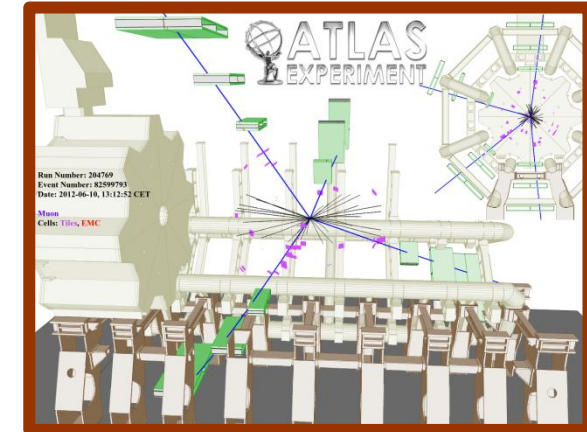 ATLAS
EXPERIMENT
Run Number: 204769
Event Number: 82599793
Date: 2012-06-10, 13:12:52 CET
Muon
Cells: Tiles, EMC